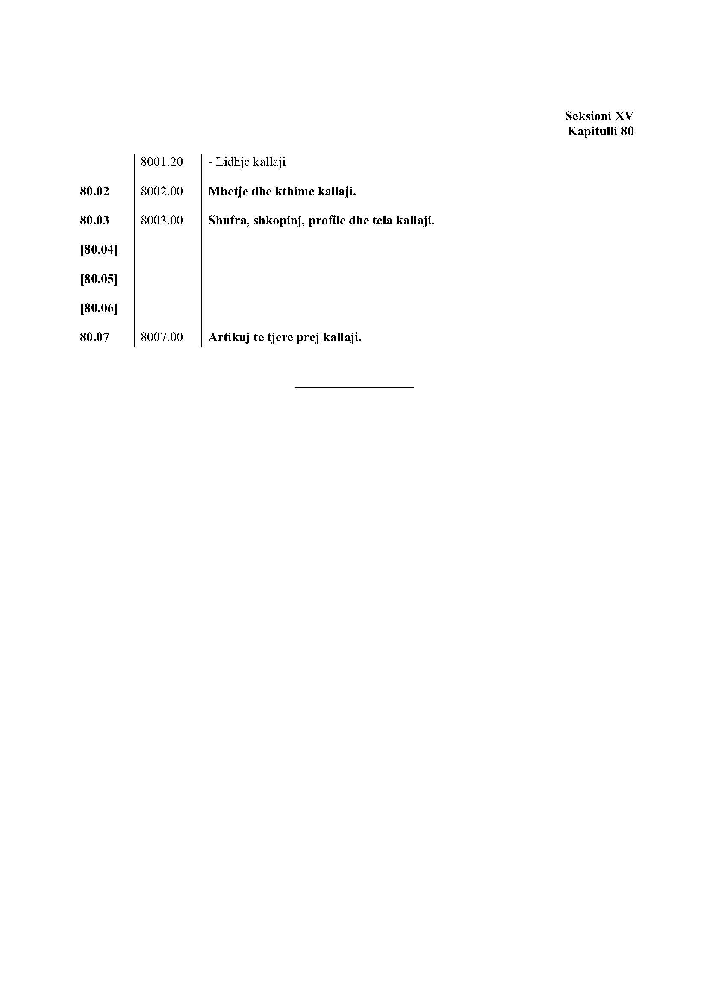 Seksioni XV
Kapitulli 80
8001.20 - Lidhje kallaji
80.02 8002.00 Mbetje dhe kthime kallaji.
80.03 8003.00 Shufra, shkopinj, profile dhe tela kallaji.
[80.04]
[80.05]
[80.06]
80.07 8007.00 Artikuj te tjere prej kallaji.